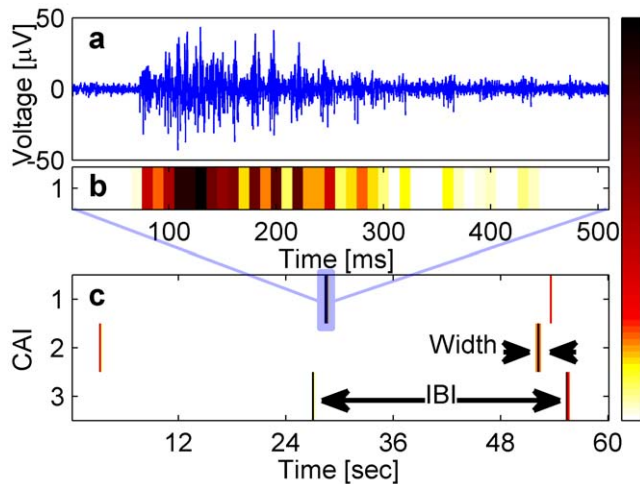 50
a
Voltage [μV]
0
-50
b
1
100 200 300 400 500
Time [ms]
c
1
CAI
2
Width
3
IBI
12 24 36 48 60
Time [sec]